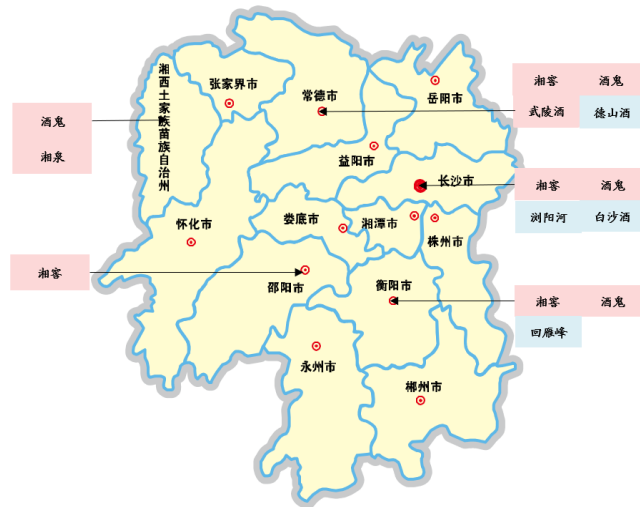 湘窖 酒鬼
武陵酒 德山酒
张家界市
常德市
岳阳市
湘西土家族苗族自治州
酒鬼
湘泉
益阳市
长沙市
湘窖 酒鬼
浏阳河 白沙酒
怀化市
娄底市
湘潭市
株州市
湘窖
邵阳市
衡阳市
湘窖 酒鬼
回雁峰
永州市
郴州市